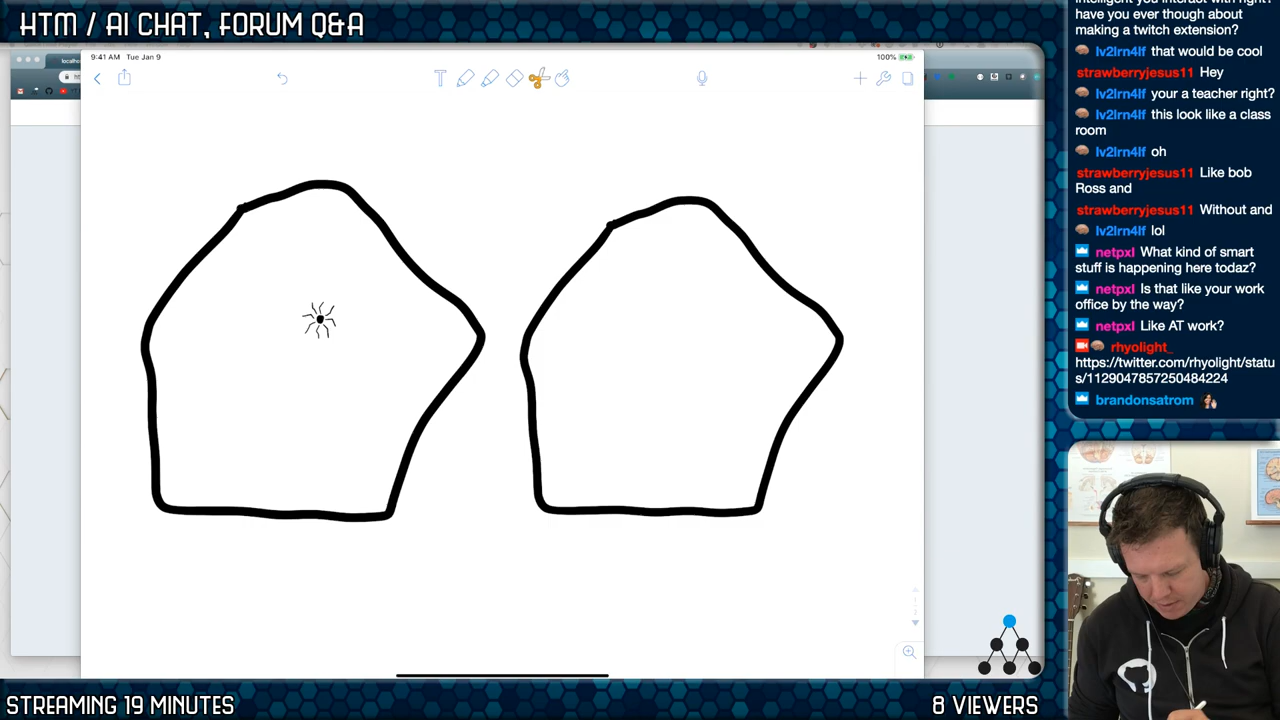 HTM / AI CHAT, FORUM Q&A
9:41 AM Tue Jan 9
100%
localho
T
intelligent you interact with right?
have you ever though about
making a twitch extension?
lv2lrn4lf that would be cool
strawberryjesus11 Hey
lv2lrn4lf your a teacher right?
lv2lrn4lf this look like a class
room
lv2lrn4lf oh
strawberryjesus11 Like bob
Ross and
strawberryjesus11 Without and
lv2lrn4lf lol
netpxl What kind of smart
stuff is happening here todaz?
netpxl Is that like your work
office by the way?
netpxl Like AT work?
rhyolight_
https://twitter.com/rhyolight/statu
s/1129047857250484224
brandonsatrom
STREAMING 19 MINUTES
8 VIEWERS